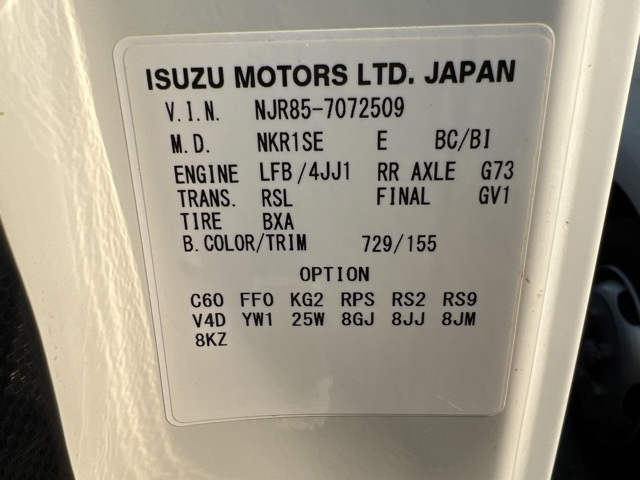 ISUZU MOTORS LTD. JAPAN
V.I.N. NJR85-7072509
M.D. NKR1SE E BC/BI
ENGINE LFB/4JJ1 RR AXLE G73
TRANS. RSL FINAL GV1
TIRE BXA
B.COLOR/TRIM 729/155
OPTION
C60 FF0 KG2 RPS RS2 RS9
V4D YW1 25W 8GJ 8JJ 8JM
8KZ